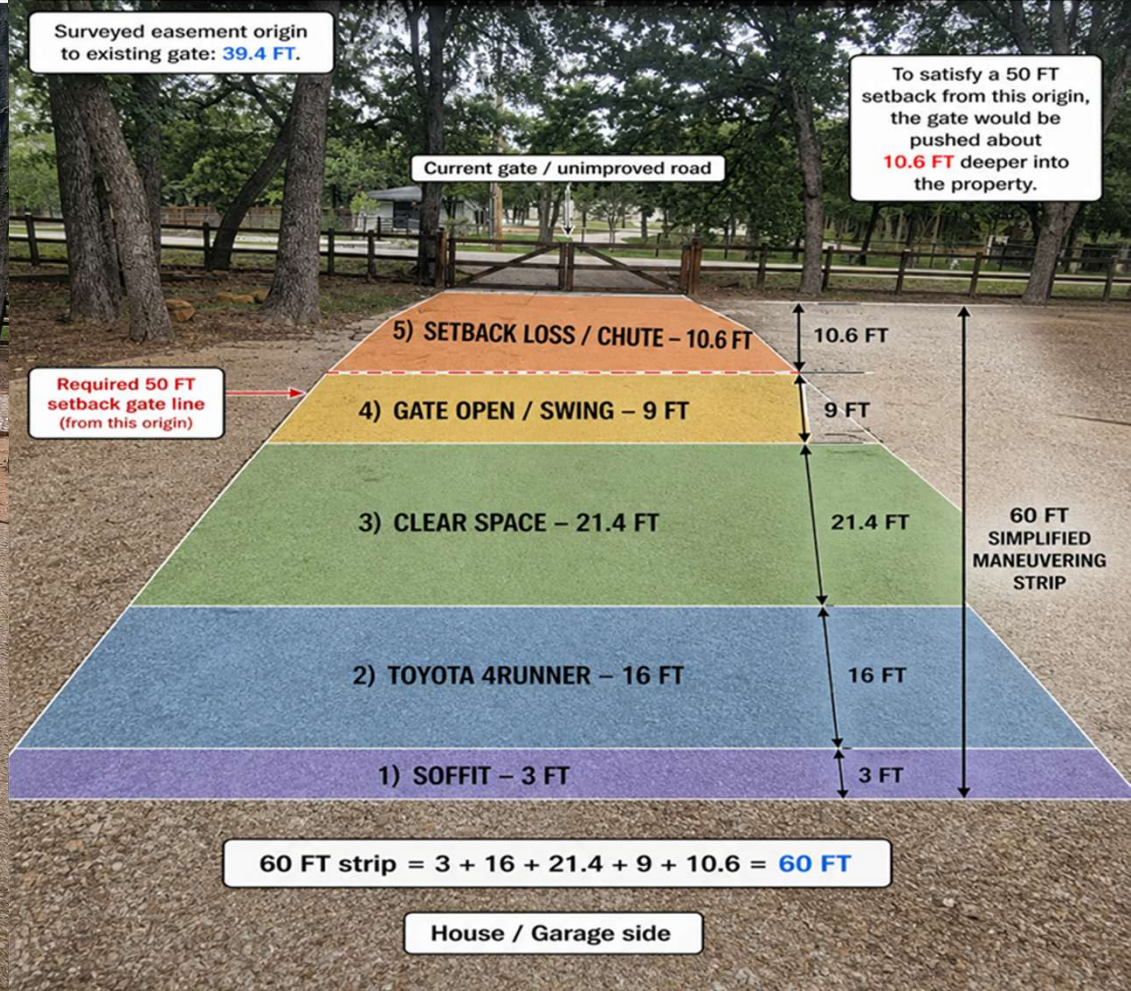 Surveyed easement origin
to existing gate: 39.4 FT.
To satisfy a 50 FT
setback from this origin,
the gate would be
pushed about
10.6 FT deeper into
the property.
Current gate / unimproved road
5) SETBACK LOSS / CHUTE – 10.6 FT
10.6 FT
Required 50 FT
setback gate line
(from this origin)
4) GATE OPEN / SWING – 9 FT
9 FT
3) CLEAR SPACE – 21.4 FT
21.4 FT
60 FT
SIMPLIFIED
MANEUVERING
STRIP
2) TOYOTA 4RUNNER – 16 FT
16 FT
1) SOFFIT – 3 FT
3 FT
60 FT strip = 3 + 16 + 21.4 + 9 + 10.6 = 60 FT
House / Garage side